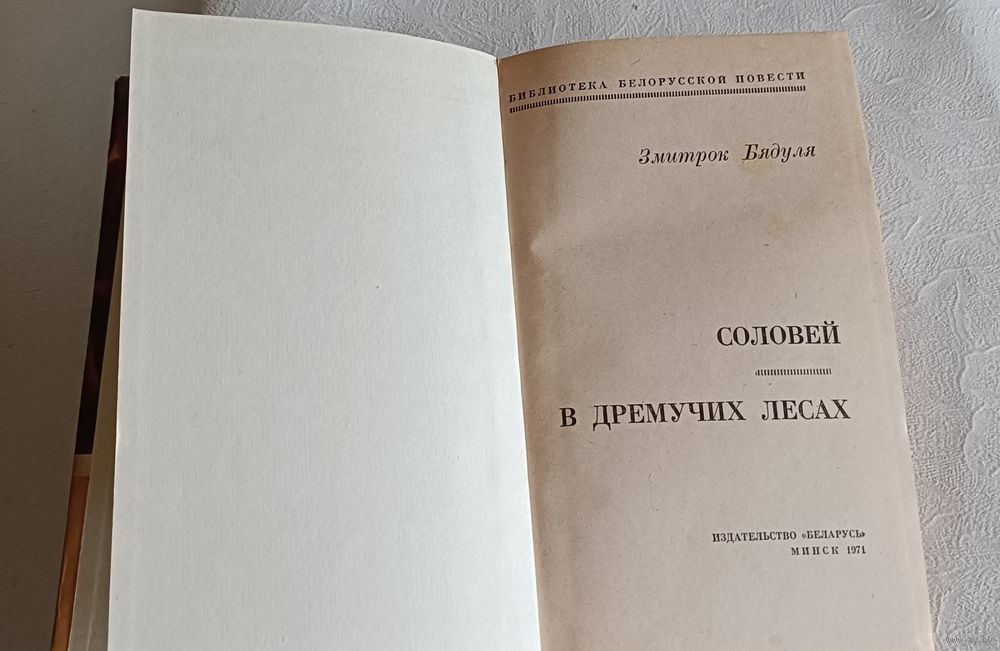 БИБЛИОТЕКА БЕЛОРУССКОЙ ПОВЕСТИ
Змитрок Бядуля
СОЛОВЕЙ
В ДРЕМУЧИХ ЛЕСАХ
ИЗДАТЕЛЬСТВО «БЕЛАРУСЬ»
МИНСК 1971